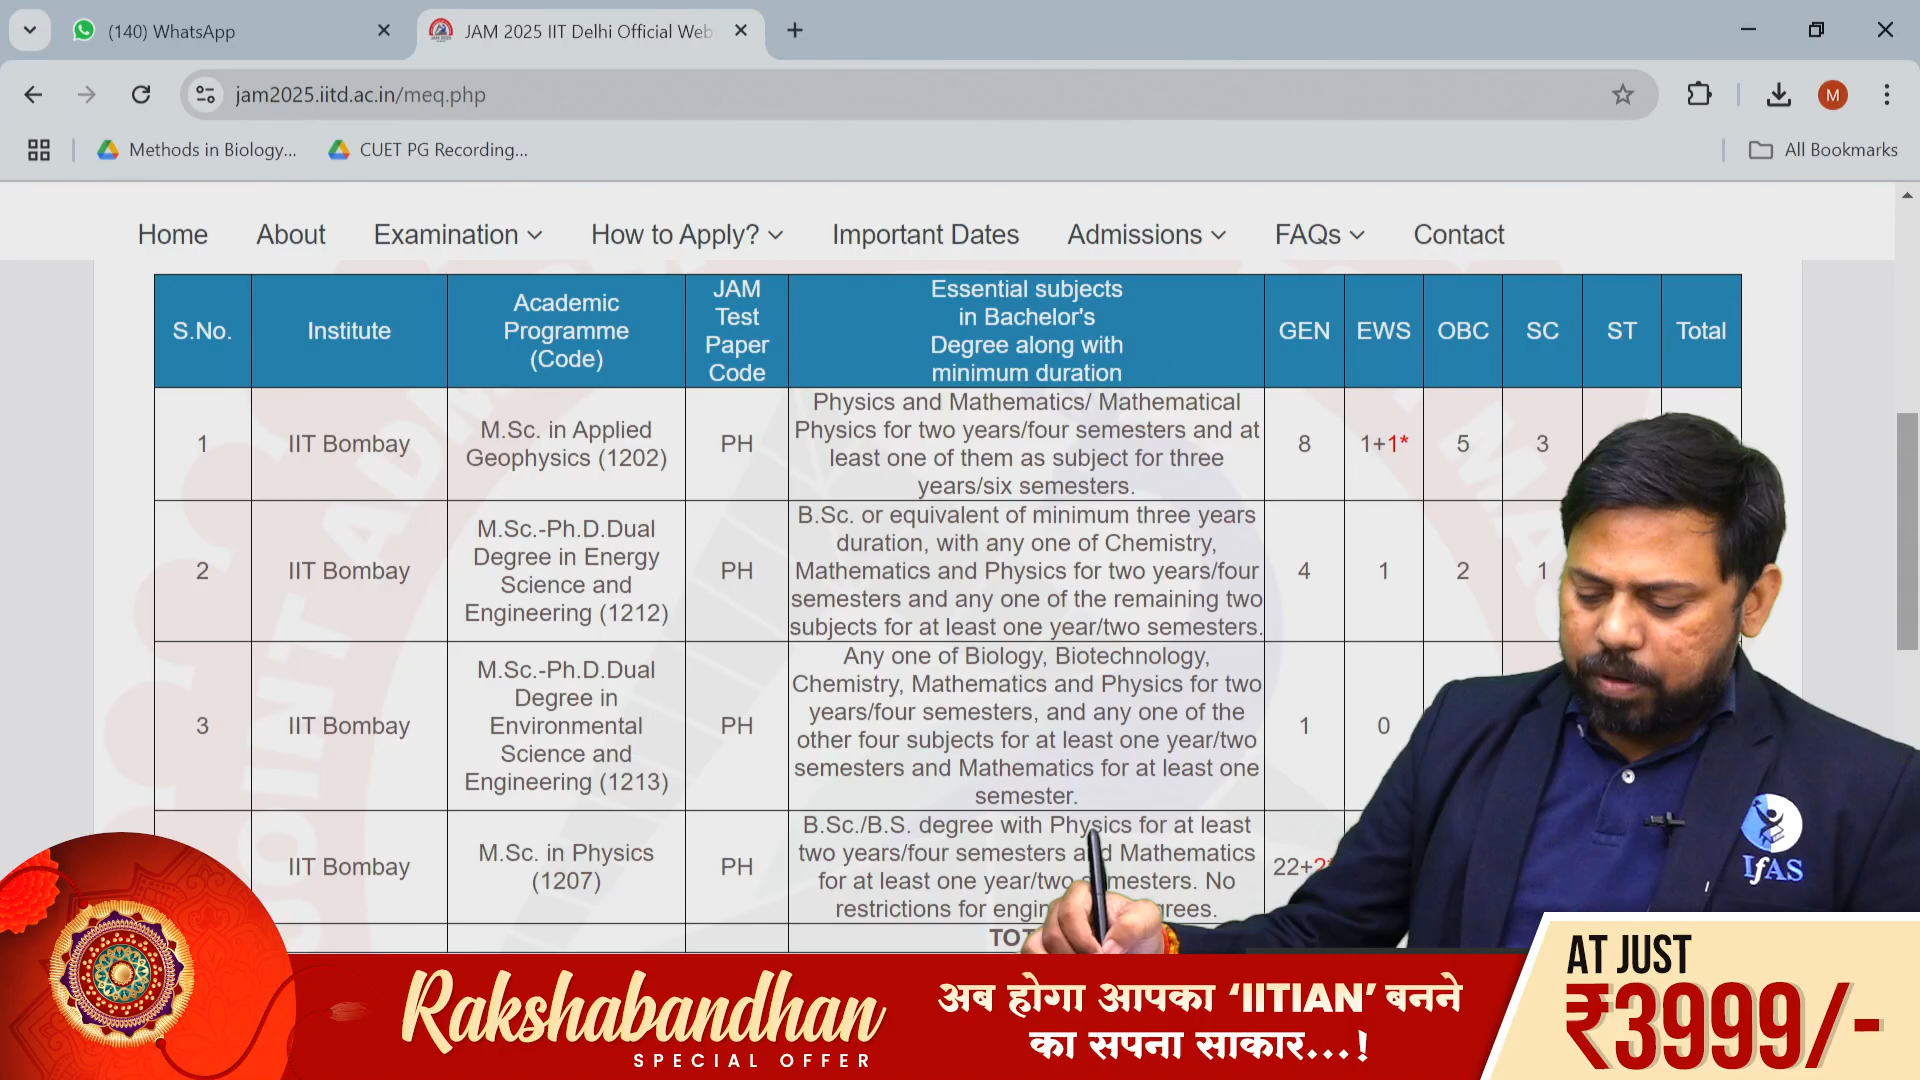 (140) WhatsApp
JAM 2025 IIT Delhi Official Web
jam2025.iitd.ac.in/meq.php
M
Methods in Biology...
CUET PG Recording...
All Bookmarks
Home
About
Examination
How to Apply?
Important Dates
Admissions
FAQs
Contact
S.No.
Institute
Academic
Programme
(Code)
JAM
Test
Paper
Code
Essential subjects
in Bachelor's
Degree along with
minimum duration
GEN
EWS
OBC
SC
ST
Total
1
IIT Bombay
M.Sc. in Applied
Geophysics (1202)
PH
Physics and Mathematics/ Mathematical
Physics for two years/four semesters and at
least one of them as subject for three
years/six semesters.
8
1+1*
5
3
2
IIT Bombay
M.Sc.-Ph.D.Dual
Degree in Energy
Science and
Engineering (1212)
PH
B.Sc. or equivalent of minimum three years
duration, with any one of Chemistry,
Mathematics and Physics for two years/four
semesters and any one of the remaining two
subjects for at least one year/two semesters.
4
1
2
1
3
IIT Bombay
M.Sc.-Ph.D.Dual
Degree in
Environmental
Science and
Engineering (1213)
PH
Any one of Biology, Biotechnology,
Chemistry, Mathematics and Physics for two
years/four semesters, and any one of the
other four subjects for at least one year/two
semesters and Mathematics for at least one
semester.
1
0
IIT Bombay
M.Sc. in Physics
(1207)
PH
B.Sc./B.S. degree with Physics for at least
two years/four semesters and Mathematics
for at least one year/two semesters. No
restrictions for
22+2
IfAS
Rakshabandhan
SPECIAL OFFER
अब होगा आपका ‘IITIAN’ बनने
का सपना साकार...!
AT JUST
₹3999/-